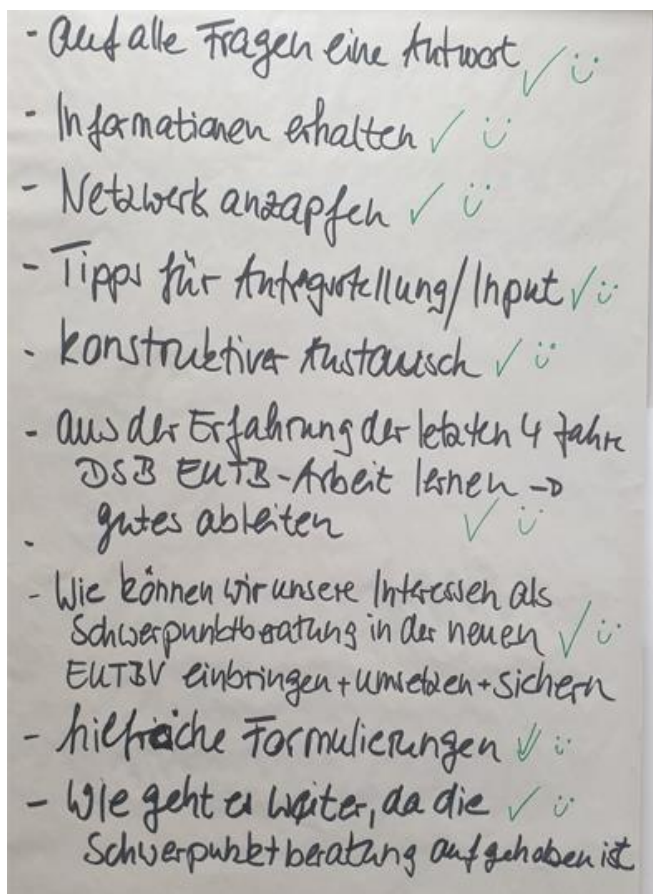 - Auf alle Fragen eine Antwort ✓ ü
- Informationen erhalten ✓ ü
- Netzwerk anzapfen ✓ ü
- Tipps für Antragstellung/Input ✓ ü
- konstruktiver Austausch ✓ ü
- aus der Erfahrung der letzten 4 Jahre
DSB EUTB-Arbeit lernen →
gutes ableiten ✓ ü
- Wie können wir unsere Interessen als
Schwerpunktberatung in der neuen ✓ ü
EUTBV einbringen + umsetzen + sichern
- hilfreiche Formulierungen ✓ ü
- Wie geht es weiter, da die ✓ ü
Schwerpunktberatung aufgehoben ist